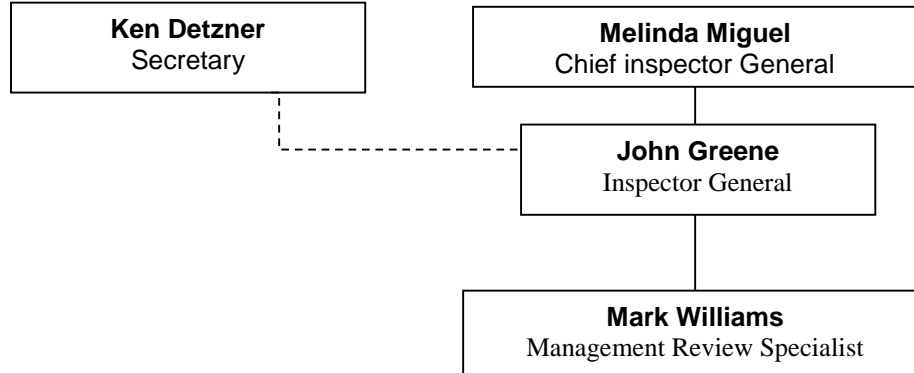 Ken Detzner
Secretary
Melinda Miguel
Chief inspector General
John Greene
Inspector General
Mark Williams
Management Review Specialist